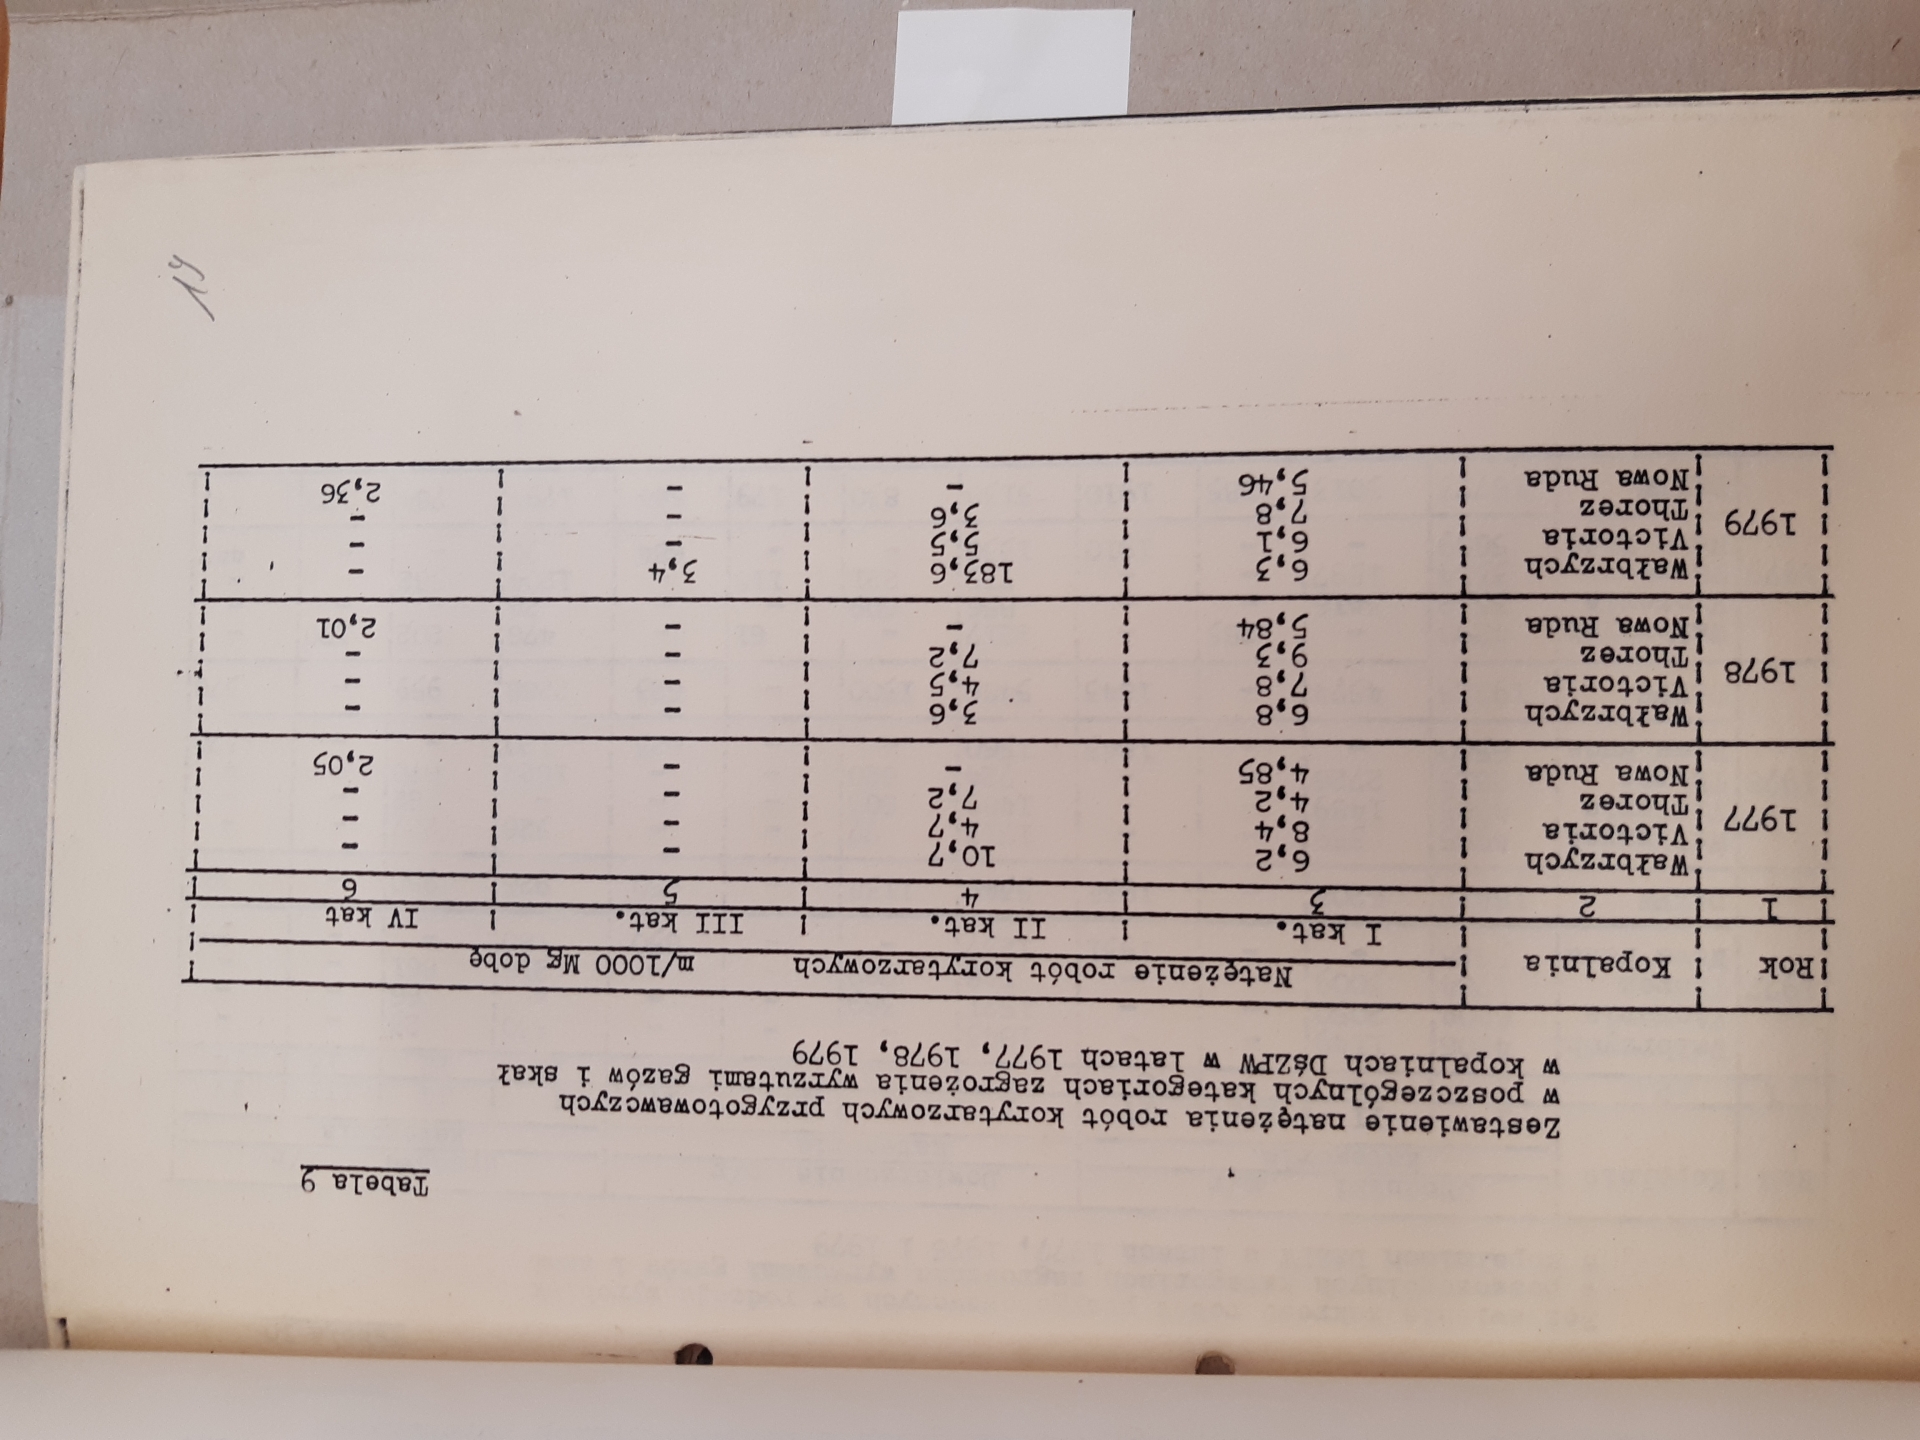 Tabela 9
Zestawienie natężenia robót korytarzowych przygotowawczych
w poszczególnych kategoriach zagrożenia wyrzutami gazów i skał
w kopalniach DŚZPW w latach 1977, 1978, 1979
Rok Kopalnia Natężenie robót korytarzowych m/1000 Mg dobę
I kat. II kat. III kat. IV kat
1 2 3 4 5 6
Wałbrzych 6,2 10,7 - -
1977 Victoria 8,4 4,7 - -
Thorez 4,2 7,2 - -
Nowa Ruda 4,85 - - 2,05
Wałbrzych 6,8 3,6 - -
1978 Victoria 7,8 4,5 - -
Thorez 9,3 7,2 - -
Nowa Ruda 5,84 - - 2,01
Wałbrzych 6,3 183,6 3,4 -
1979 Victoria 6,1 5,5 - -
Thorez 7,8 3,6 - -
Nowa Ruda 5,46 - - 2,36